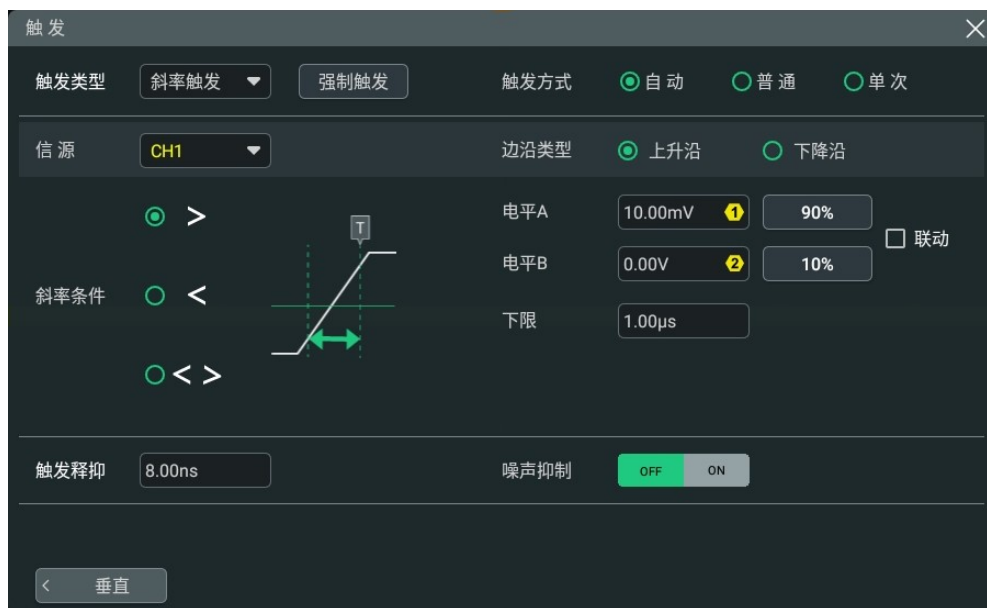 触发
触发类型 斜率触发 强制触发 触发方式 自动 普通 单次
信源 CH1 边沿类型 上升沿 下降沿
> T 电平A 10.00mV 1 90%
联动
电平B 0.00V 2 10%
斜率条件 <
下限 1.00μs
< >
触发释抑 8.00ns 噪声抑制 OFF ON
< 垂直